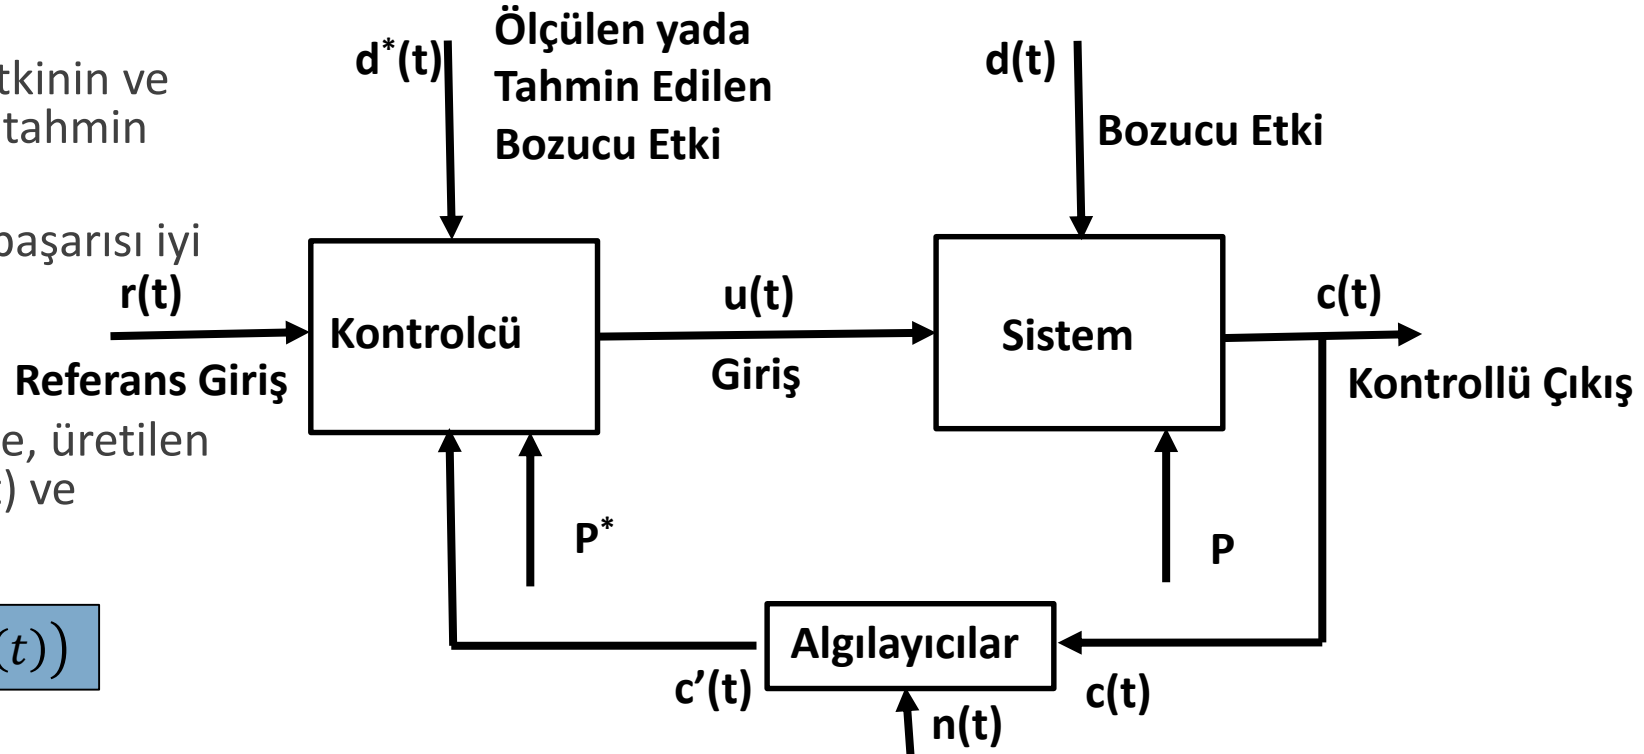 tkinin ve
tahmin
başarısı iyi
e, üretilen
t) ve
(t))
d*(t)
Ölçülen yada
Tahmin Edilen
Bozucu Etki
d(t)
Bozucu Etki
r(t)
Referans Giriş
Kontrolcü
u(t)
Giriş
Sistem
c(t)
Kontrollü Çıkış
P*
P
Algılayıcılar
c’(t)
c(t)
n(t)